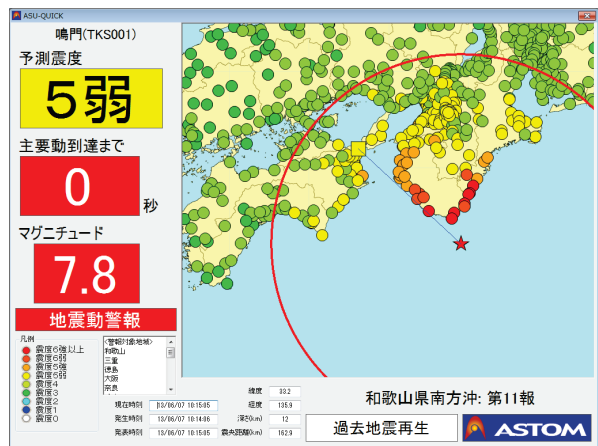 ASU-QUICK
鳴門(TKS001)
予測震度
5弱
主要動到達まで
0 秒
マグニチュード
7.8
地震動警報
凡例
震度6強以上
震度6弱
震度5強
震度5弱
震度4
震度3
震度2
震度1
震度0
<警報対象地域>
和歌山
三重
徳島
大阪
奈良
現在時刻 13/06/07 10:15:05
発生時刻 13/06/07 10:14:06
発表時刻 13/06/07 10:15:05
緯度 33.2
経度 135.9
深さ(km) 12
震央距離(km) 162.9
和歌山県南方沖: 第11報
過去地震再生
ASTOM